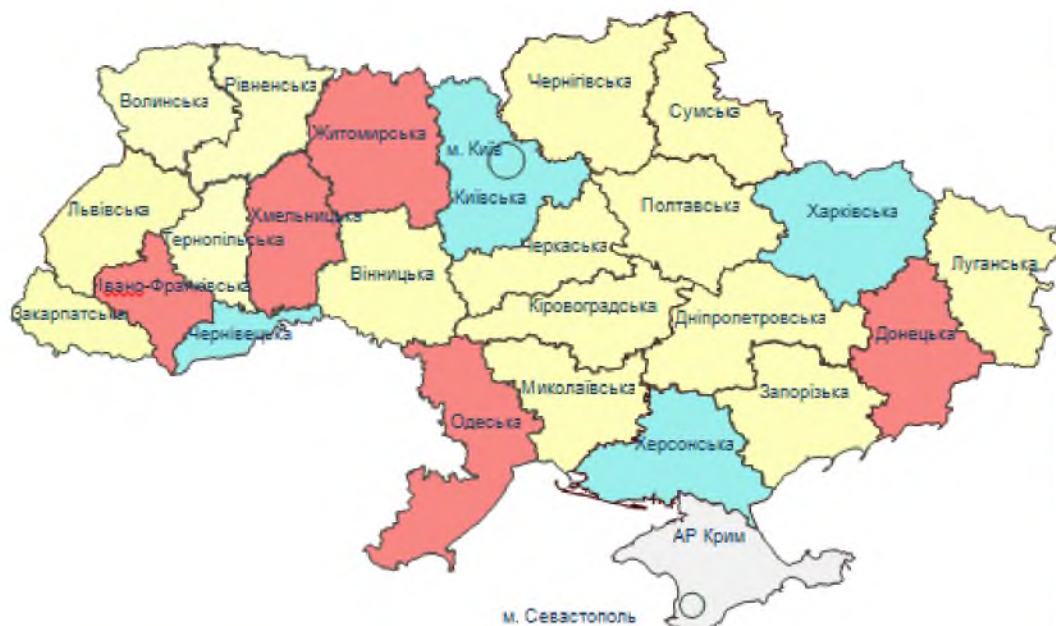 Чернігівська
Рівненська
Волинська
Сумська
Житомирська
м. Київ
Київська
Полтавська
Харківська
Львівська
Хмельницька
Тернопільська
Черкаська
Вінницька
Луганська
Івано-Франківська
Кіровоградська
Закарпатська
Дніпропетровська
Чернівецька
Донецька
Миколаївська
Запорізька
Одеська
Херсонська
АР Крим
м. Севастополь